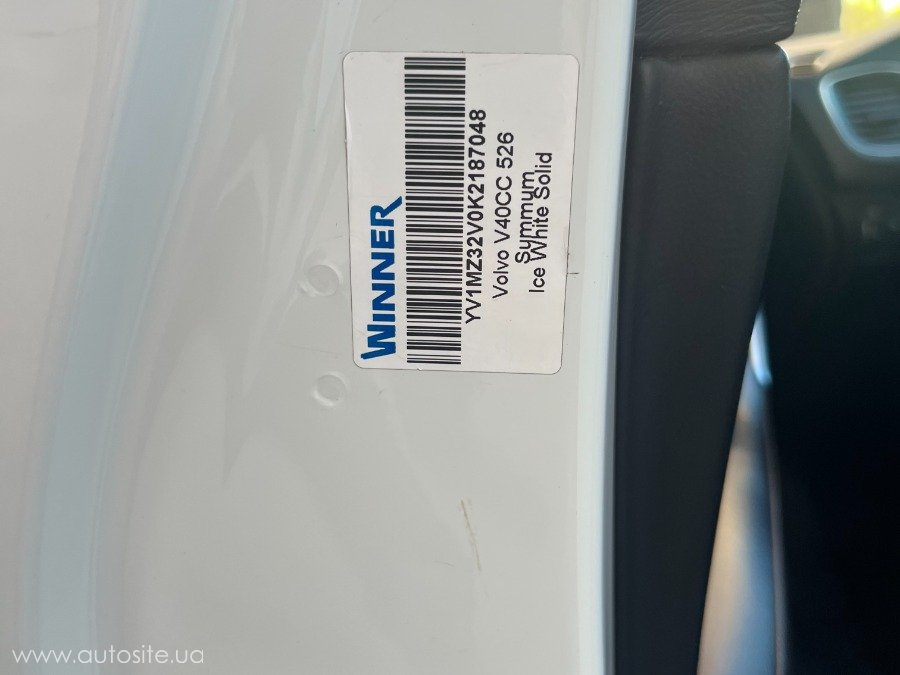 WINNER
YV1MZ32V0K2187048
Volvo V40CC 526
Summum
Ice White Solid
www.autosite.ua